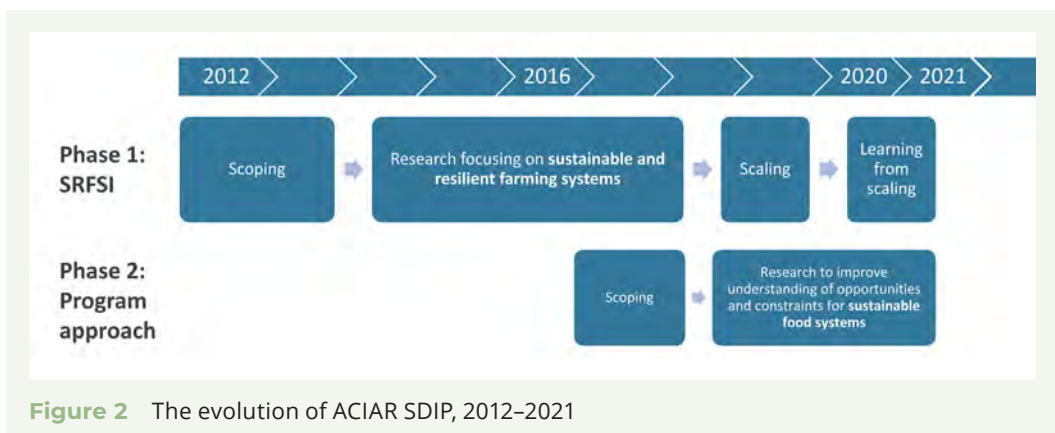 2012 2016 2020 2021
Phase 1:
SRFSI
Scoping
Research focusing on sustainable and
resilient farming systems
Scaling
Learning
from
scaling
Phase 2:
Program
approach
Scoping
Research to improve
understanding of opportunities
and constraints for sustainable
food systems
Figure 2 The evolution of ACIAR SDIP, 2012–2021